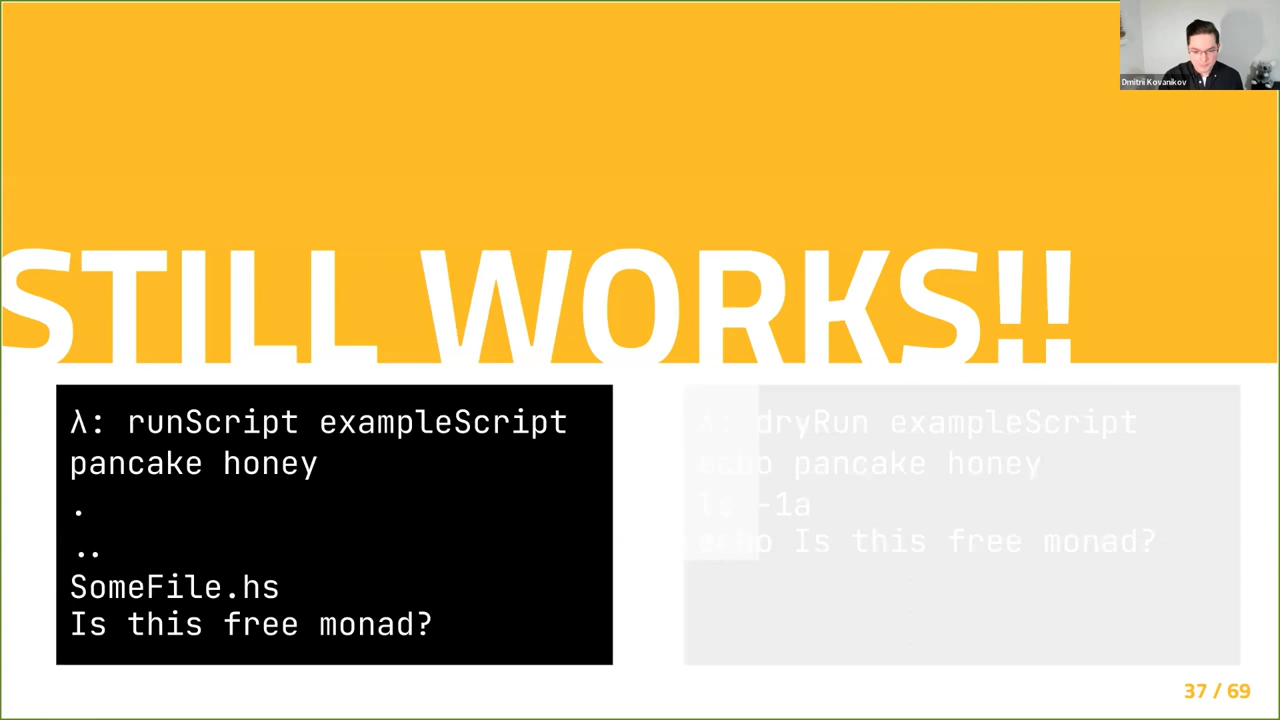 Dmitrii Kovanikov
STILL WORKS!!
λ: runScript exampleScript
pancake honey
.
..
SomeFile.hs
Is this free monad?
λ: dryRun exampleScript
echo pancake honey
ls -1a
echo Is this free monad?
37 / 69